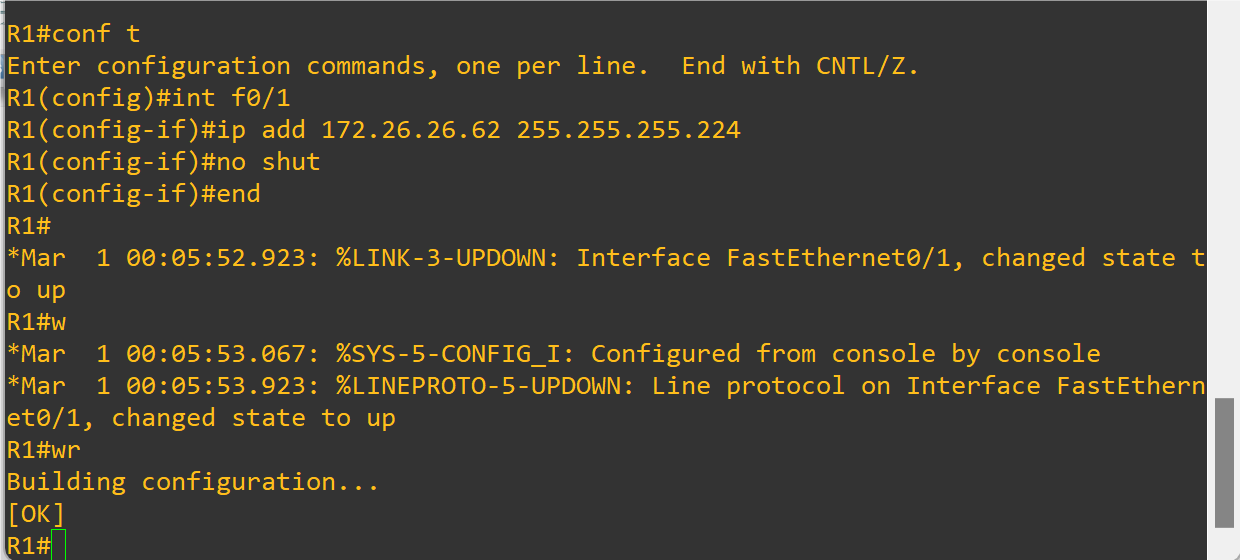 R1#conf t
Enter configuration commands, one per line.  End with CNTL/Z.
R1(config)#int f0/1
R1(config-if)#ip add 172.26.26.62 255.255.255.224
R1(config-if)#no shut
R1(config-if)#end
R1#
*Mar  1 00:05:52.923: %LINK-3-UPDOWN: Interface FastEthernet0/1, changed state t
o up
R1#w
*Mar  1 00:05:53.067: %SYS-5-CONFIG_I: Configured from console by console
*Mar  1 00:05:53.923: %LINEPROTO-5-UPDOWN: Line protocol on Interface FastEthern
et0/1, changed state to up
R1#wr
Building configuration...
[OK]
R1#